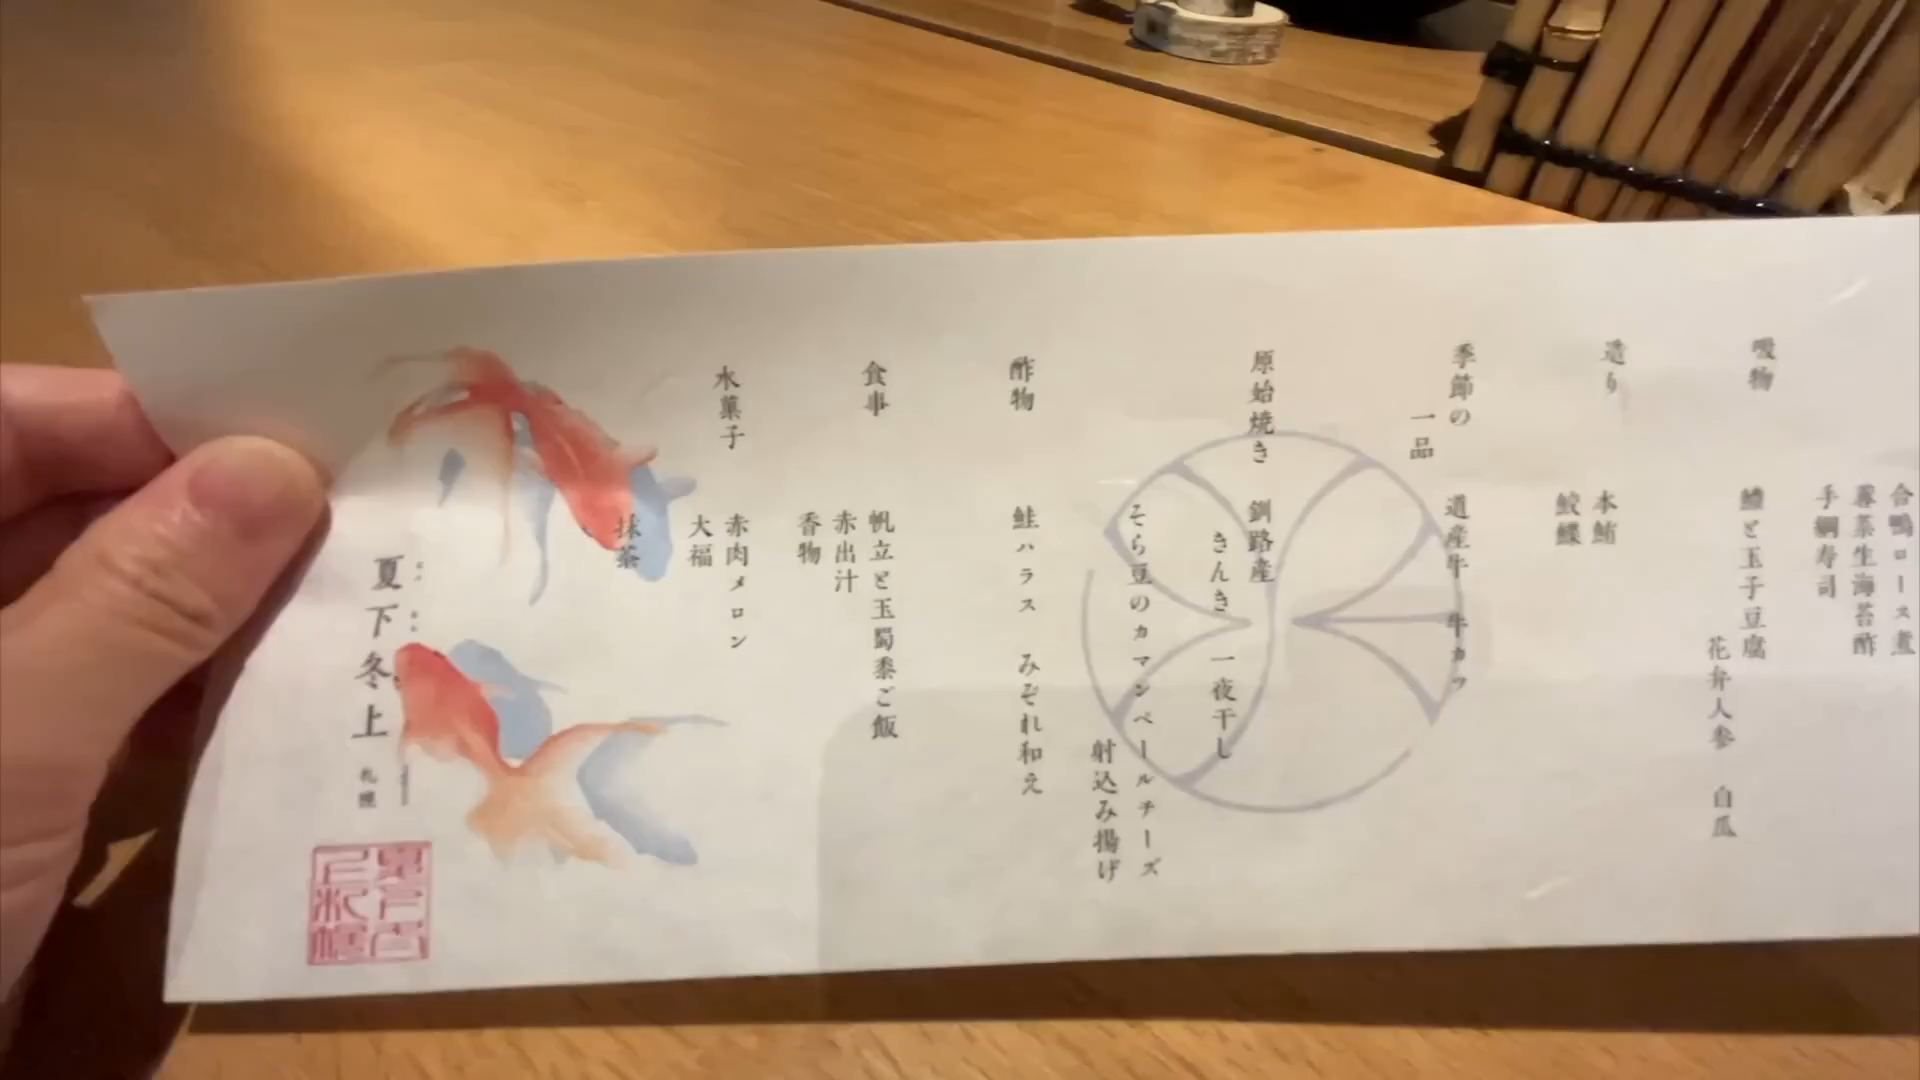 合鴨ロース煮
蓴菜生海苔酢
手綱寿司
吸物
鱧と玉子豆腐
花弁人参 白瓜
造り
本鮪
鮫鰈
季節の
一品
道産牛 牛カツ
原始焼き
釧路産
きんき 一夜干し
そら豆のカマンベールチーズ
射込み揚げ
酢物
鮭ハラス みぞれ和え
食事
帆立と玉蜀黍ご飯
赤出汁
香物
水菓子
赤肉メロン
大福
抹茶
夏下冬上
札幌